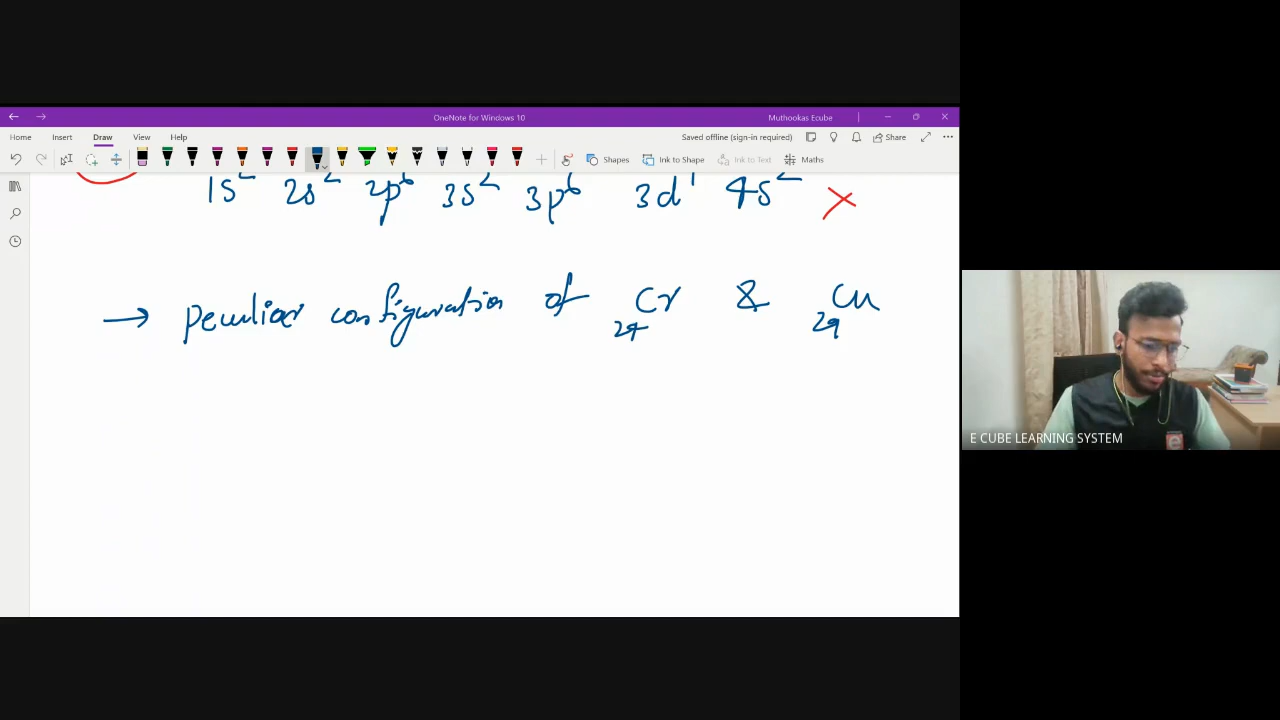 OneNote for Windows 10
Muthookas Ecube
Home Insert Draw View Help
Saved offline (sign-in required) Share
Shapes Ink to Shape Ink to Text Maths
1s² 2s² 2p⁶ 3s² 3p⁶ 3d¹ 4s² ×
→ Peculiar configuration of ₂₄Cr & ₂₉Cu
E CUBE LEARNING SYSTEM